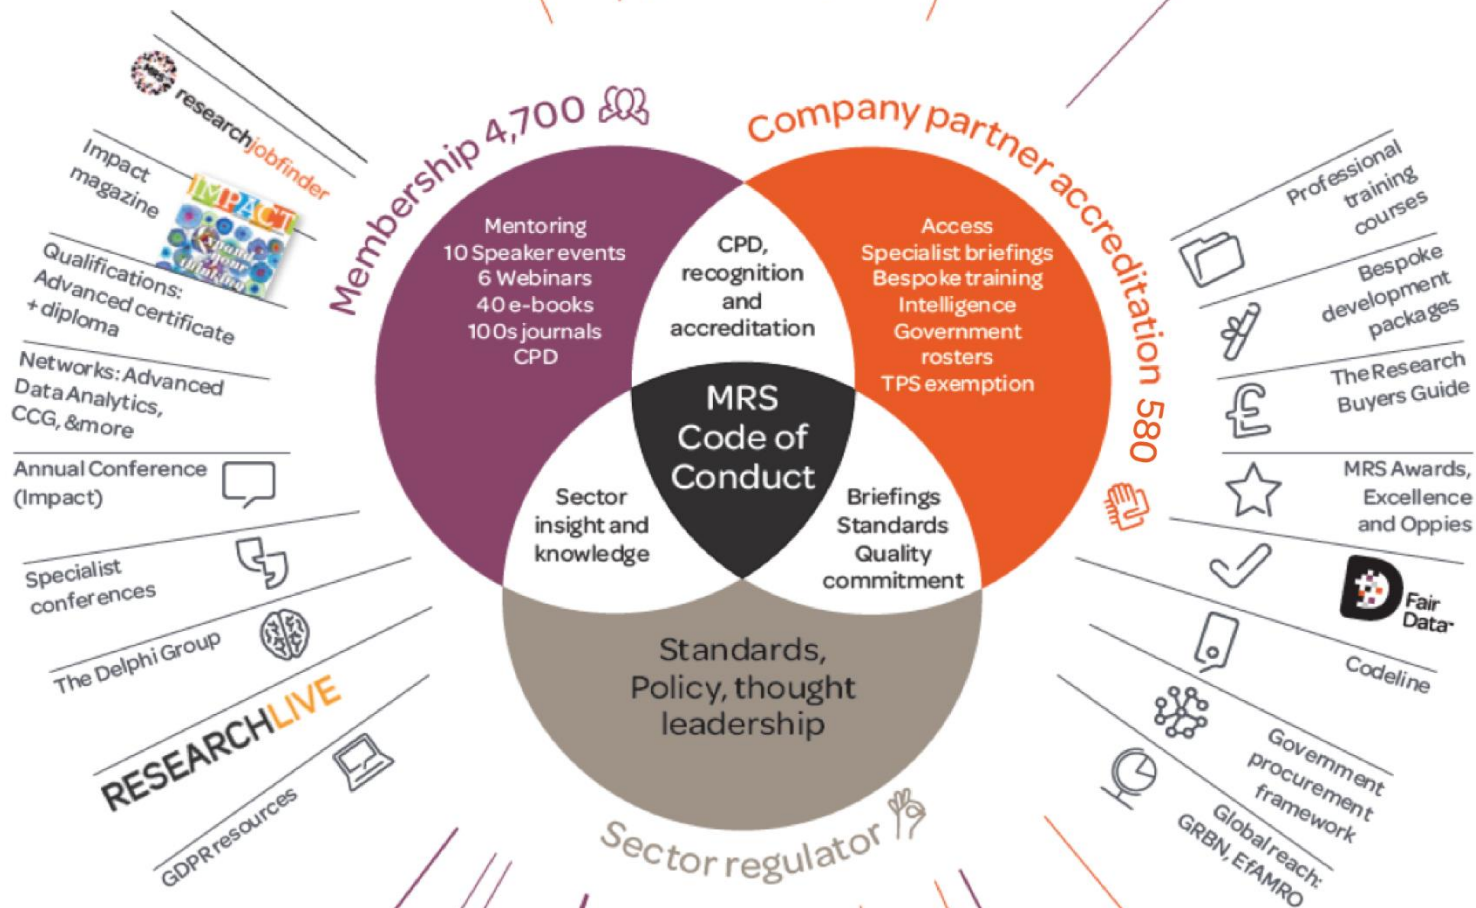 MRS
researchjobfinder
Impact
magazine
IMPACT
Expand
your
thinking
Qualifications:
Advanced certificate
+ diploma
Networks: Advanced
Data Analytics,
CCG, &more
Annual Conference
(Impact)
Specialist
conferences
The Delphi Group
RESEARCHLIVE
GDPR resources
Membership 4,700
Mentoring
10 Speaker events
6 Webinars
40 e-books
100s journals
CPD
CPD,
recognition
and
accreditation
Company partner accreditation 580
Access
Specialist briefings
Bespoke training
Intelligence
Government
rosters
TPS exemption
MRS
Code of
Conduct
Sector
insight and
knowledge
Briefings
Standards
Quality
commitment
Standards,
Policy, thought
leadership
Sector regulator
Professional
training
courses
Bespoke
development
packages
The Research
Buyers Guide
MRS Awards,
Excellence
and Oppies
Fair
Data™
Codeline
Government
procurement
framework
Global reach:
GRBN, EfAMRO